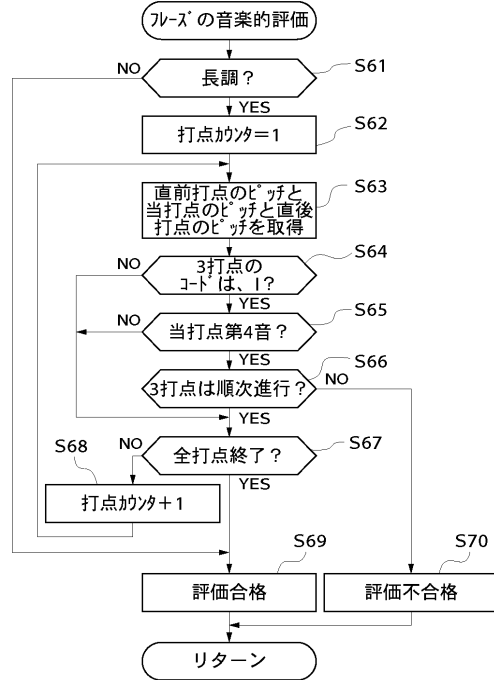 フレーズの音楽的評価
NO
長調？
S61
YES
S62
打点カウンタ＝1
S63
直前打点のピッチと
当打点のピッチと直後
打点のピッチを取得
S64
NO
3打点の
コードは、I？
YES
S65
NO
当打点第4音？
YES
S66
3打点は順次進行？
NO
YES
S67
S68
NO
全打点終了？
YES
打点カウンタ＋1
S69
S70
評価合格
評価不合格
リターン